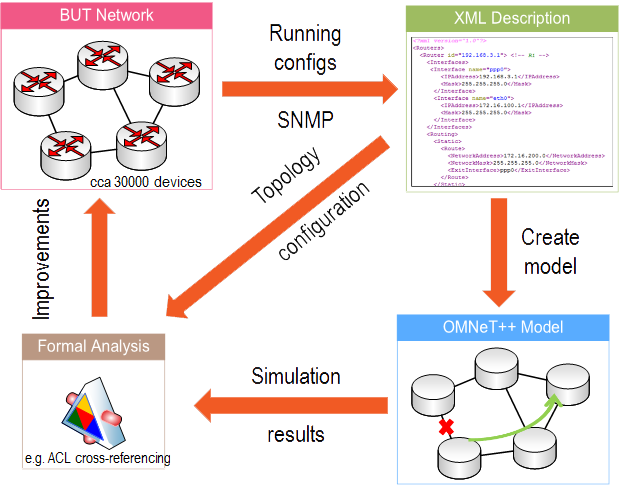 BUT Network
cca 30000 devices
Running
configs
SNMP
XML Description
<?xml version="1.0"?>
<Routers>
<Router id="192.168.3.1"> <!-- R1 -->
<Interfaces>
<Interface name="ppp0">
<IPAddress>192.168.3.1</IPAddress>
<Mask>255.255.255.0</Mask>
</Interface>
<Interface name="eth0">
<IPAddress>172.16.100.1</IPAddress>
<Mask>255.255.255.0</Mask>
</Interface>
</Interfaces>
<Routing>
<Static>
<Route>
<NetworkAddress>172.16.200.0</NetworkAddress>
<NetworkMask>255.255.255.0</NetworkMask>
<ExitInterface>ppp0</ExitInterface>
</Route>
</Static>
Topology
configuration
Improvements
Create
model
Formal Analysis
e.g. ACL cross-referencing
Simulation
results
OMNeT++ Model